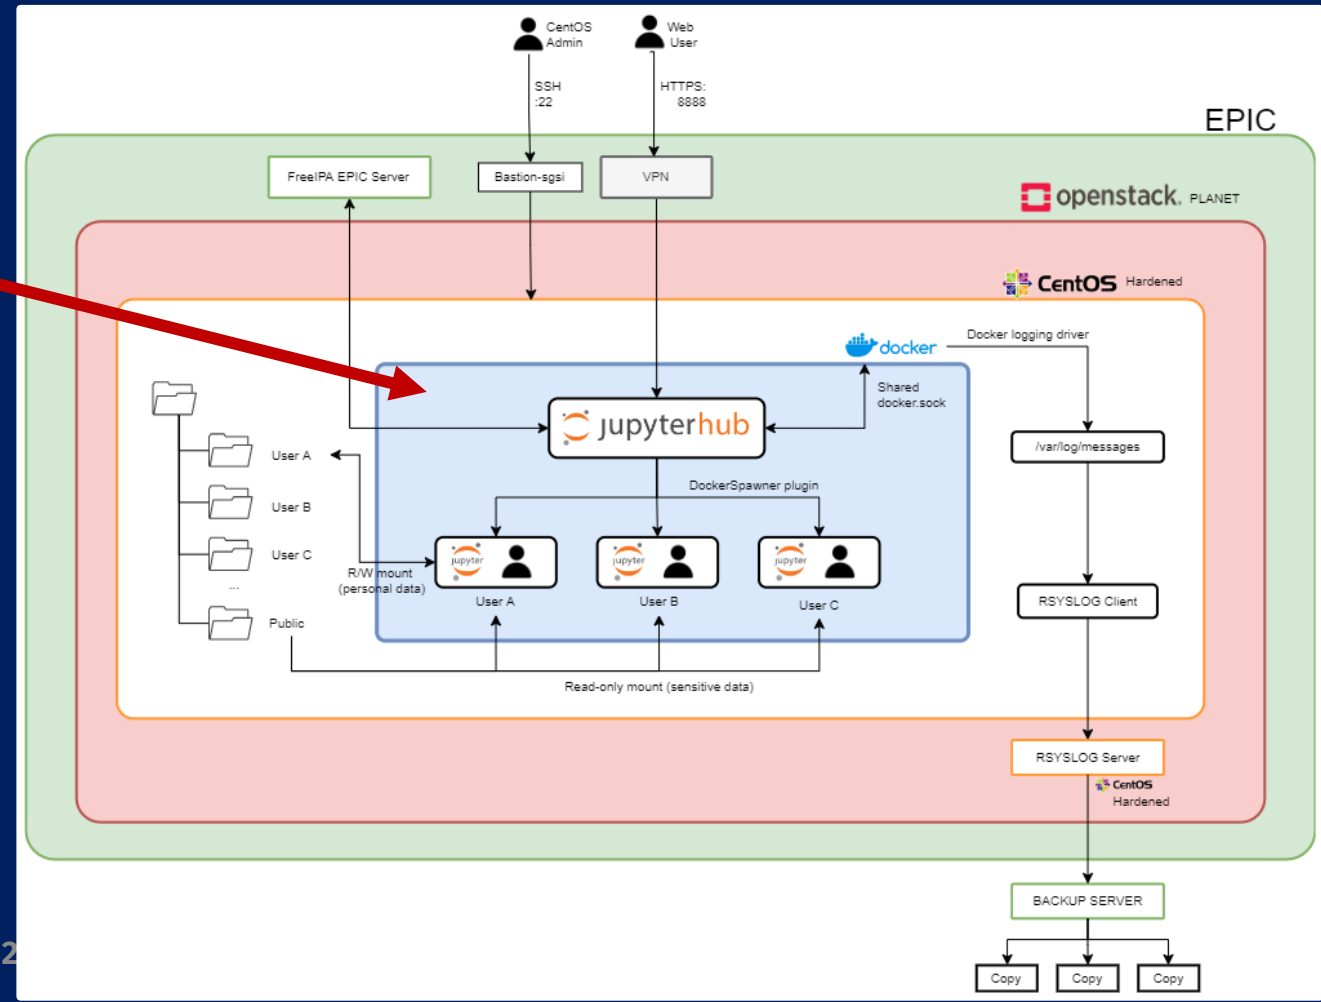 CentOS
Admin
Web
User
SSH
:22
HTTPS:
8888
EPIC
FreeIPA EPIC Server
Bastion-sgsi
VPN
openstack. PLANET
CentOS Hardened
docker
Docker logging driver
Shared
docker.sock
jupyterhub
/var/log/messages
User A
DockerSpawner plugin
User B
User C
...
R/W mount
(personal data)
jupyter
jupyter
jupyter
User A
User B
User C
RSYSLOG Client
Public
Read-only mount (sensitive data)
RSYSLOG Server
CentOS
Hardened
BACKUP SERVER
2
Copy
Copy
Copy